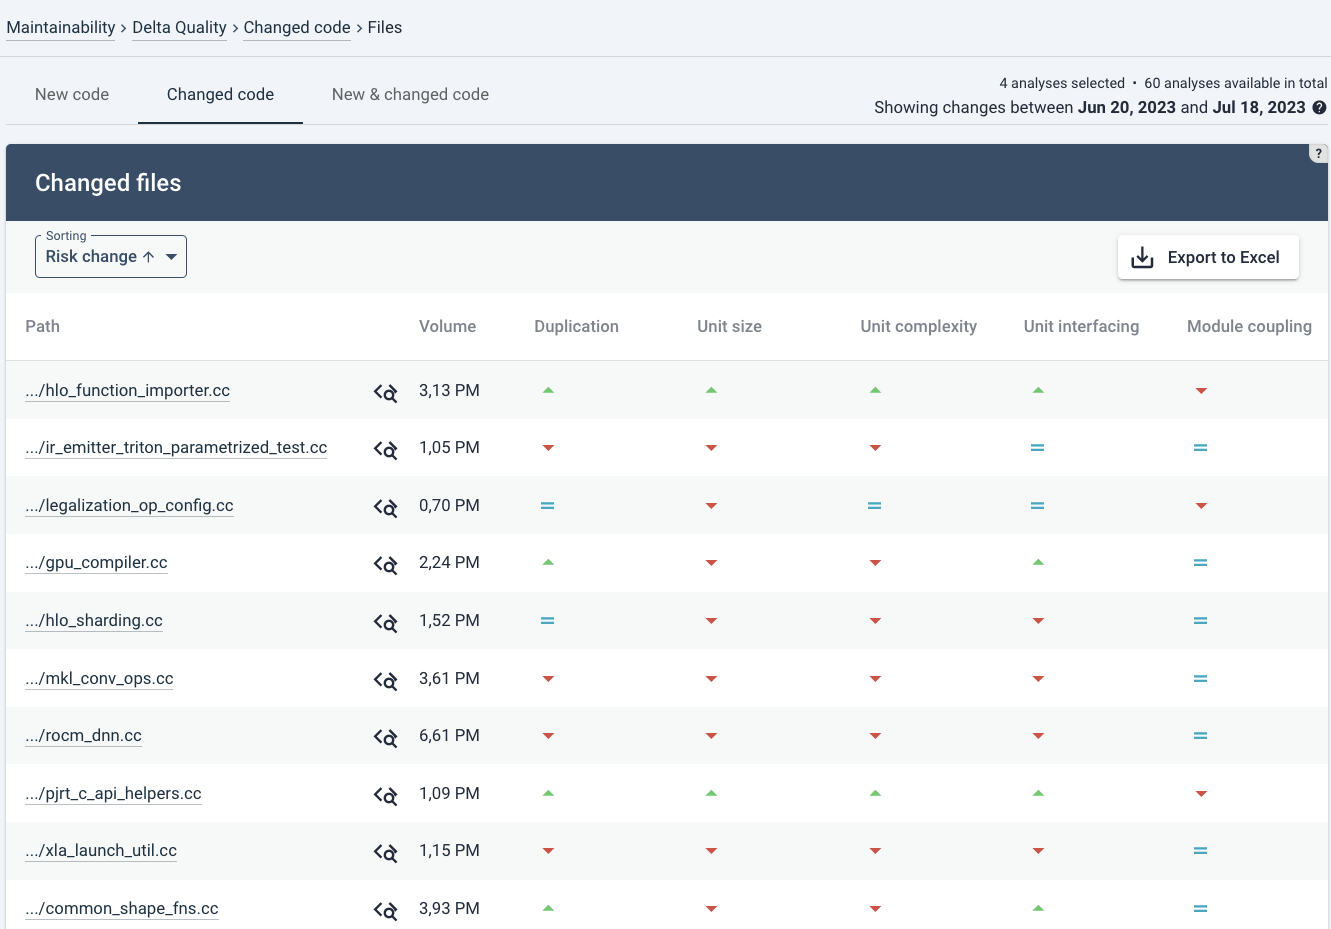 Maintainability > Delta Quality > Changed code > Files
New code Changed code New & changed code
4 analyses selected • 60 analyses available in total
Showing changes between Jun 20, 2023 and Jul 18, 2023 ?
?
Changed files
Sorting
Risk change ↑
Export to Excel
Path Volume Duplication Unit size Unit complexity Unit interfacing Module coupling
.../hlo_function_importer.cc 3,13 PM
.../ir_emitter_triton_parametrized_test.cc 1,05 PM
.../legalization_op_config.cc 0,70 PM
.../gpu_compiler.cc 2,24 PM
.../hlo_sharding.cc 1,52 PM
.../mkl_conv_ops.cc 3,61 PM
.../rocm_dnn.cc 6,61 PM
.../pjrt_c_api_helpers.cc 1,09 PM
.../xla_launch_util.cc 1,15 PM
.../common_shape_fns.cc 3,93 PM